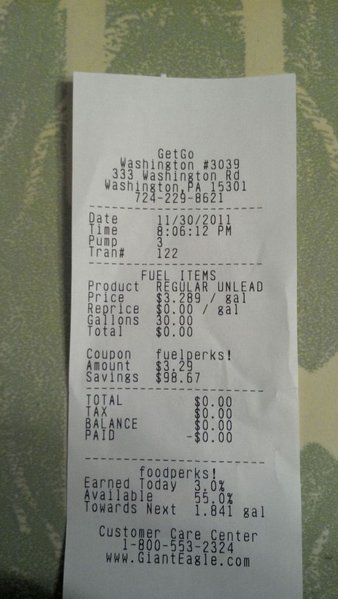 GetGo
Washington #3039
333 Washington Rd
Washington,PA 15301
724-229-8621
Date 11/30/2011
Time 8:06:12 PM
Pump 3
Tran# 122
FUEL ITEMS
Product REGULAR UNLEAD
Price $3.289 / gal
Reprice $0.00 / gal
Gallons 30.00
Total $0.00
Coupon fuelperks!
Amount $3.29
Savings $98.67
TOTAL $0.00
TAX $0.00
BALANCE $0.00
PAID -$0.00
foodperks!
Earned Today 3.0%
Available 55.0%
Towards Next 1.841 gal
Customer Care Center
1-800-553-2324
www.GiantEagle.com